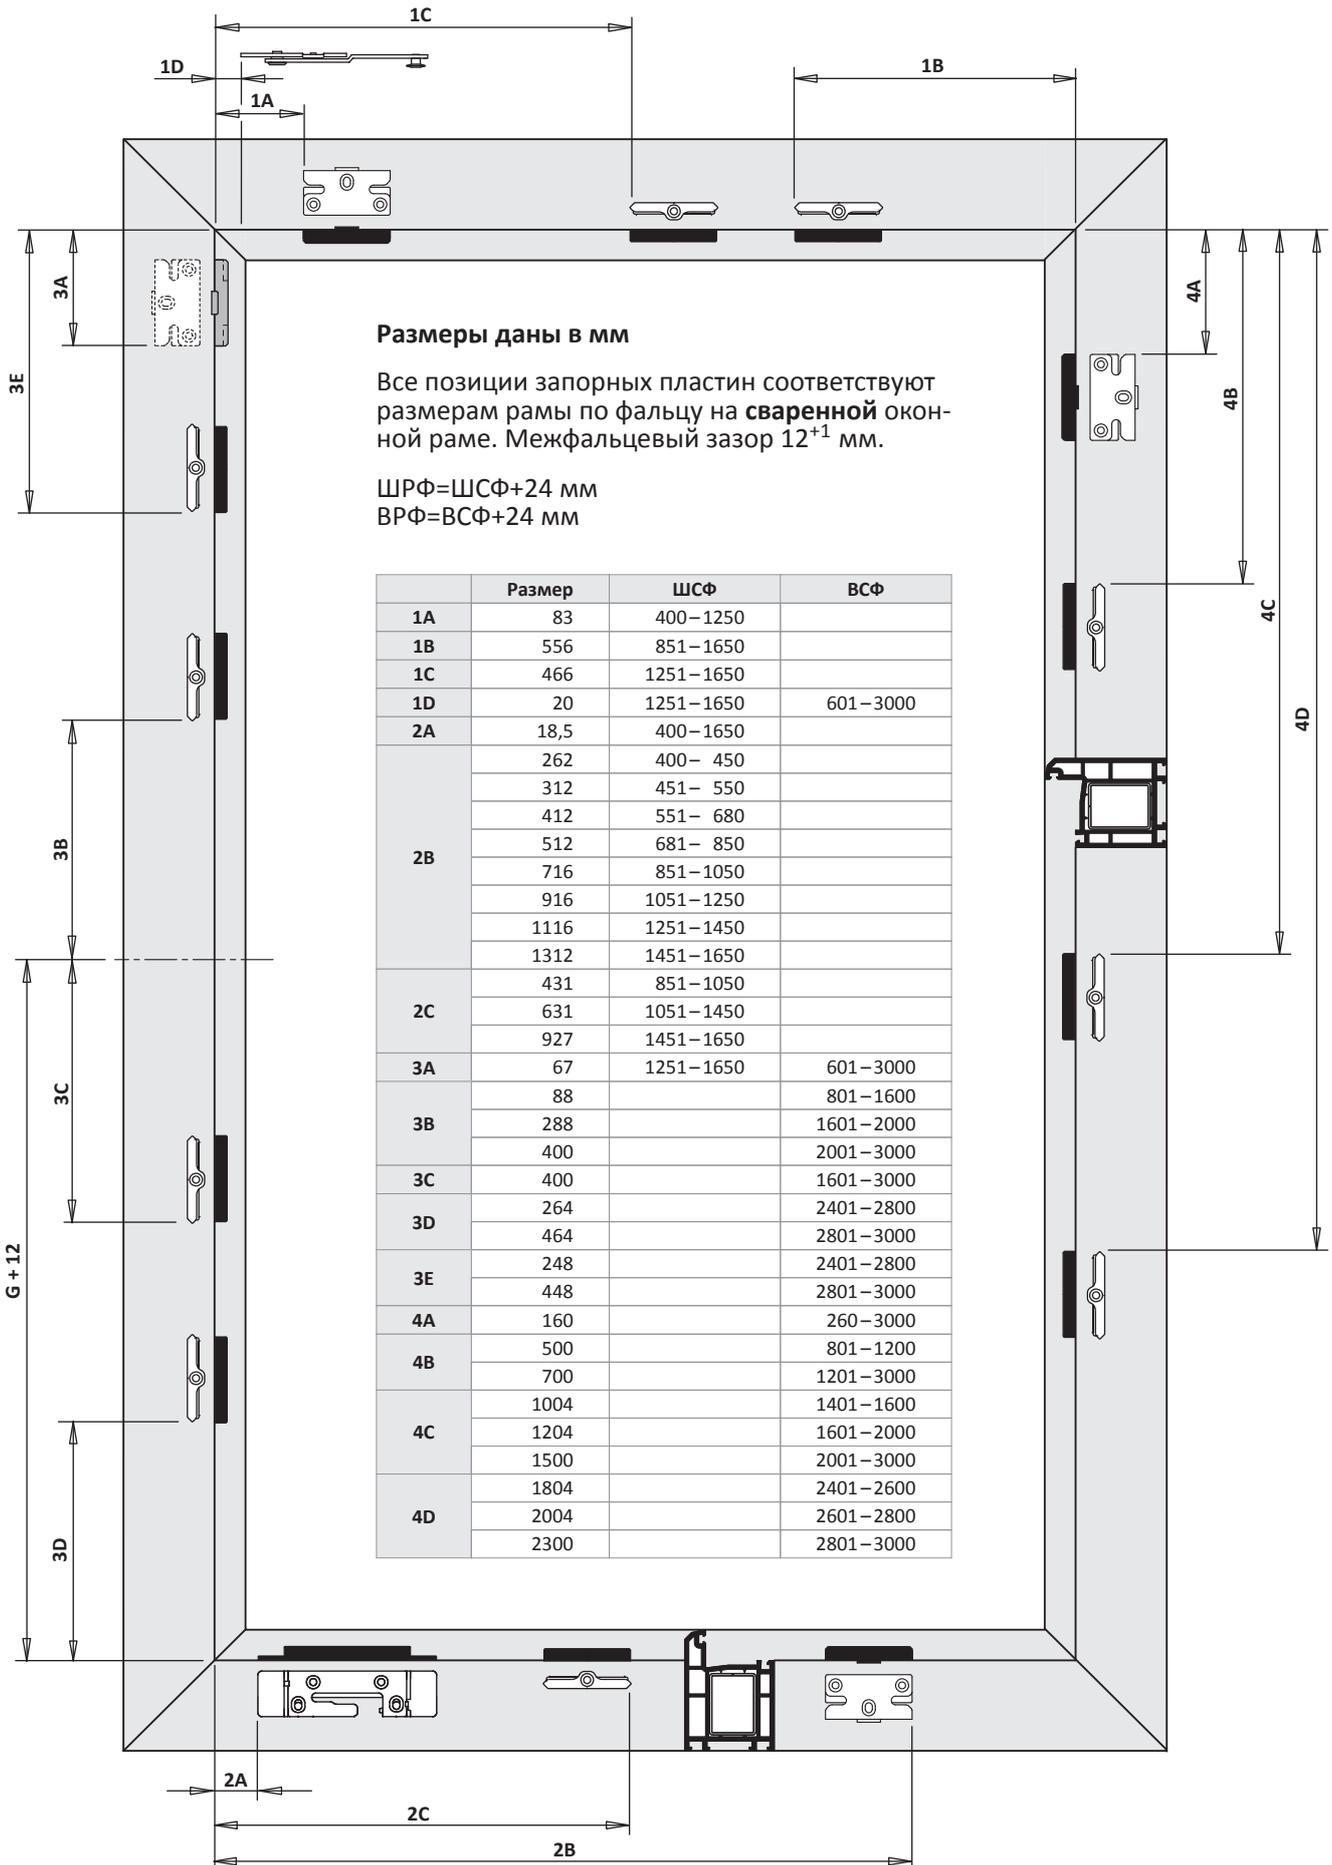 1C
1D
1B
1A
3A
3E
4A
4B
4C
4D
Размеры даны в мм
Все позиции запорных пластин соответствуют
размерам рамы по фальцу на сваренной окон-
ной раме. Межфальцевый зазор 12+1 мм.
ШРФ=ШСФ+24 мм
ВРФ=ВСФ+24 мм
Размер ШСФ ВСФ
1A 83 400–1250
1B 556 851–1650
1C 466 1251–1650
1D 20 1251–1650 601–3000
2A 18,5 400–1650
262 400– 450
312 451– 550
412 551– 680
512 681– 850
2B
716 851–1050
916 1051–1250
1116 1251–1450
1312 1451–1650
431 851–1050
2C 631 1051–1450
927 1451–1650
3A 67 1251–1650 601–3000
88 801–1600
3B 288 1601–2000
400 2001–3000
3C 400 1601–3000
264 2401–2800
3D
464 2801–3000
248 2401–2800
3E
448 2801–3000
4A 160 260–3000
500 801–1200
4B
700 1201–3000
1004 1401–1600
4C 1204 1601–2000
1500 2001–3000
1804 2401–2600
4D 2004 2601–2800
2300 2801–3000
3B
3C
G + 12
3D
2A
2C
2B